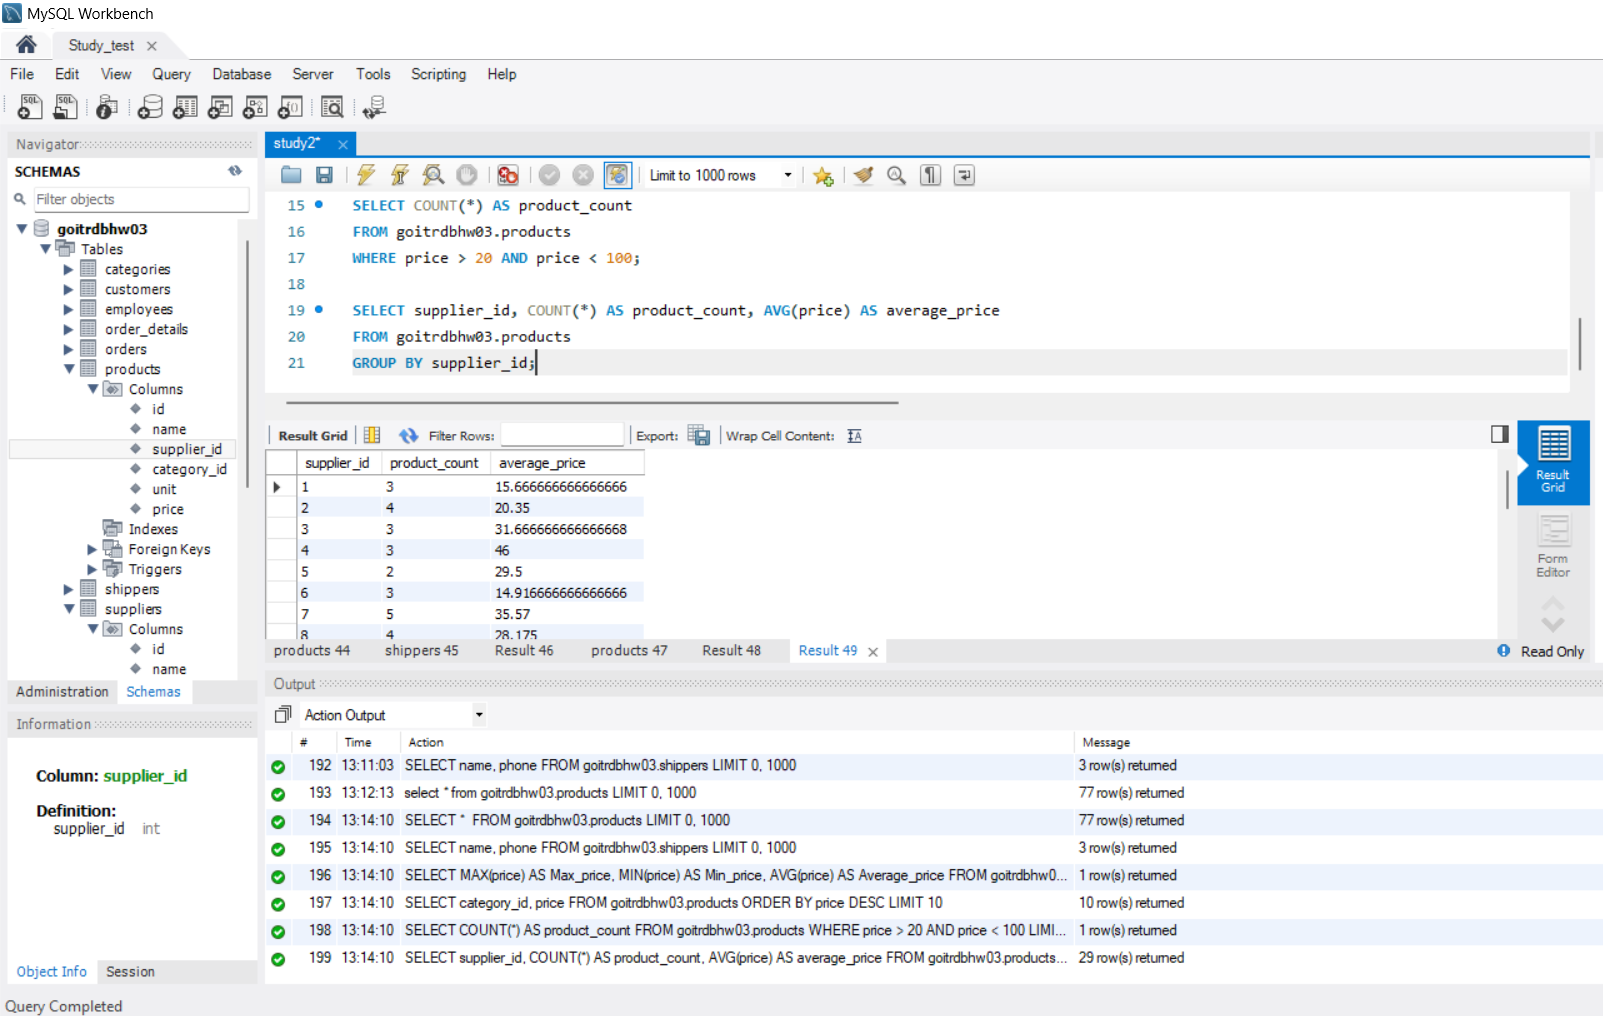 MySQL Workbench
Study_test
File Edit View Query Database Server Tools Scripting Help
Navigator
SCHEMAS
Filter objects
goitrdbhw03
Tables
categories
customers
employees
order_details
orders
products
Columns
id
name
supplier_id
category_id
unit
price
Indexes
Foreign Keys
Triggers
shippers
suppliers
Columns
id
name
Administration Schemas
Information
Column: supplier_id
Definition:
supplier_id int
Object Info Session
study2*
Limit to 1000 rows
15 SELECT COUNT(*) AS product_count
16 FROM goitrdbhw03.products
17 WHERE price > 20 AND price < 100;
18
19 SELECT supplier_id, COUNT(*) AS product_count, AVG(price) AS average_price
20 FROM goitrdbhw03.products
21 GROUP BY supplier_id;
Result Grid Filter Rows: Export: Wrap Cell Content:
supplier_id product_count average_price
1 3 15.666666666666666
2 4 20.35
3 3 31.666666666666668
4 3 46
5 2 29.5
6 3 14.916666666666666
7 5 35.57
8 4 28.175
Result Grid
Form Editor
products 44 shippers 45 Result 46 products 47 Result 48 Result 49 Read Only
Output
Action Output
# Time Action Message
192 13:11:03 SELECT name, phone FROM goitrdbhw03.shippers LIMIT 0, 1000 3 row(s) returned
193 13:12:13 select * from goitrdbhw03.products LIMIT 0, 1000 77 row(s) returned
194 13:14:10 SELECT * FROM goitrdbhw03.products LIMIT 0, 1000 77 row(s) returned
195 13:14:10 SELECT name, phone FROM goitrdbhw03.shippers LIMIT 0, 1000 3 row(s) returned
196 13:14:10 SELECT MAX(price) AS Max_price, MIN(price) AS Min_price, AVG(price) AS Average_price FROM goitrdbhw0... 1 row(s) returned
197 13:14:10 SELECT category_id, price FROM goitrdbhw03.products ORDER BY price DESC LIMIT 10 10 row(s) returned
198 13:14:10 SELECT COUNT(*) AS product_count FROM goitrdbhw03.products WHERE price > 20 AND price < 100 LIMI... 1 row(s) returned
199 13:14:10 SELECT supplier_id, COUNT(*) AS product_count, AVG(price) AS average_price FROM goitrdbhw03.products... 29 row(s) returned
Query Completed